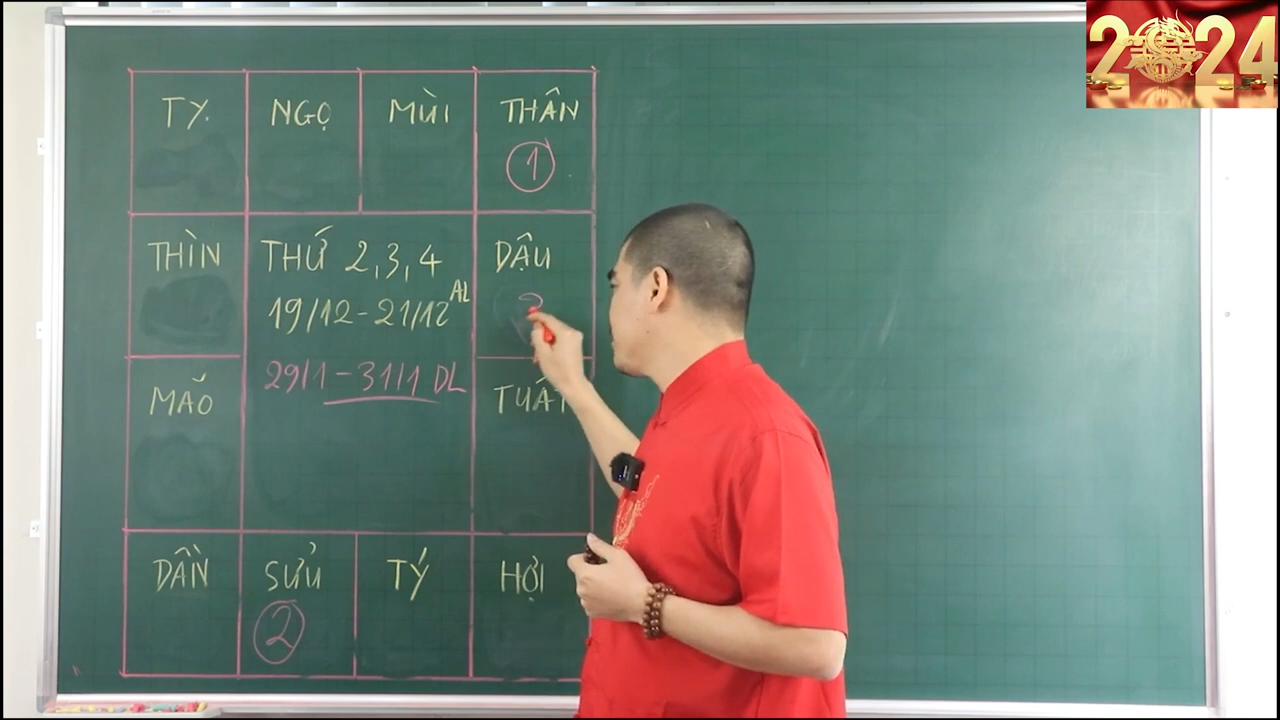 2024
TỴ
NGỌ
MÙI
THÂN
1
THÌN
THỨ 2, 3, 4
19/12 - 21/12 AL
29/1 - 31/1 DL
DẬU
MÃO
TUẤT
DẦN
SỬU
2
TÝ
HỢI